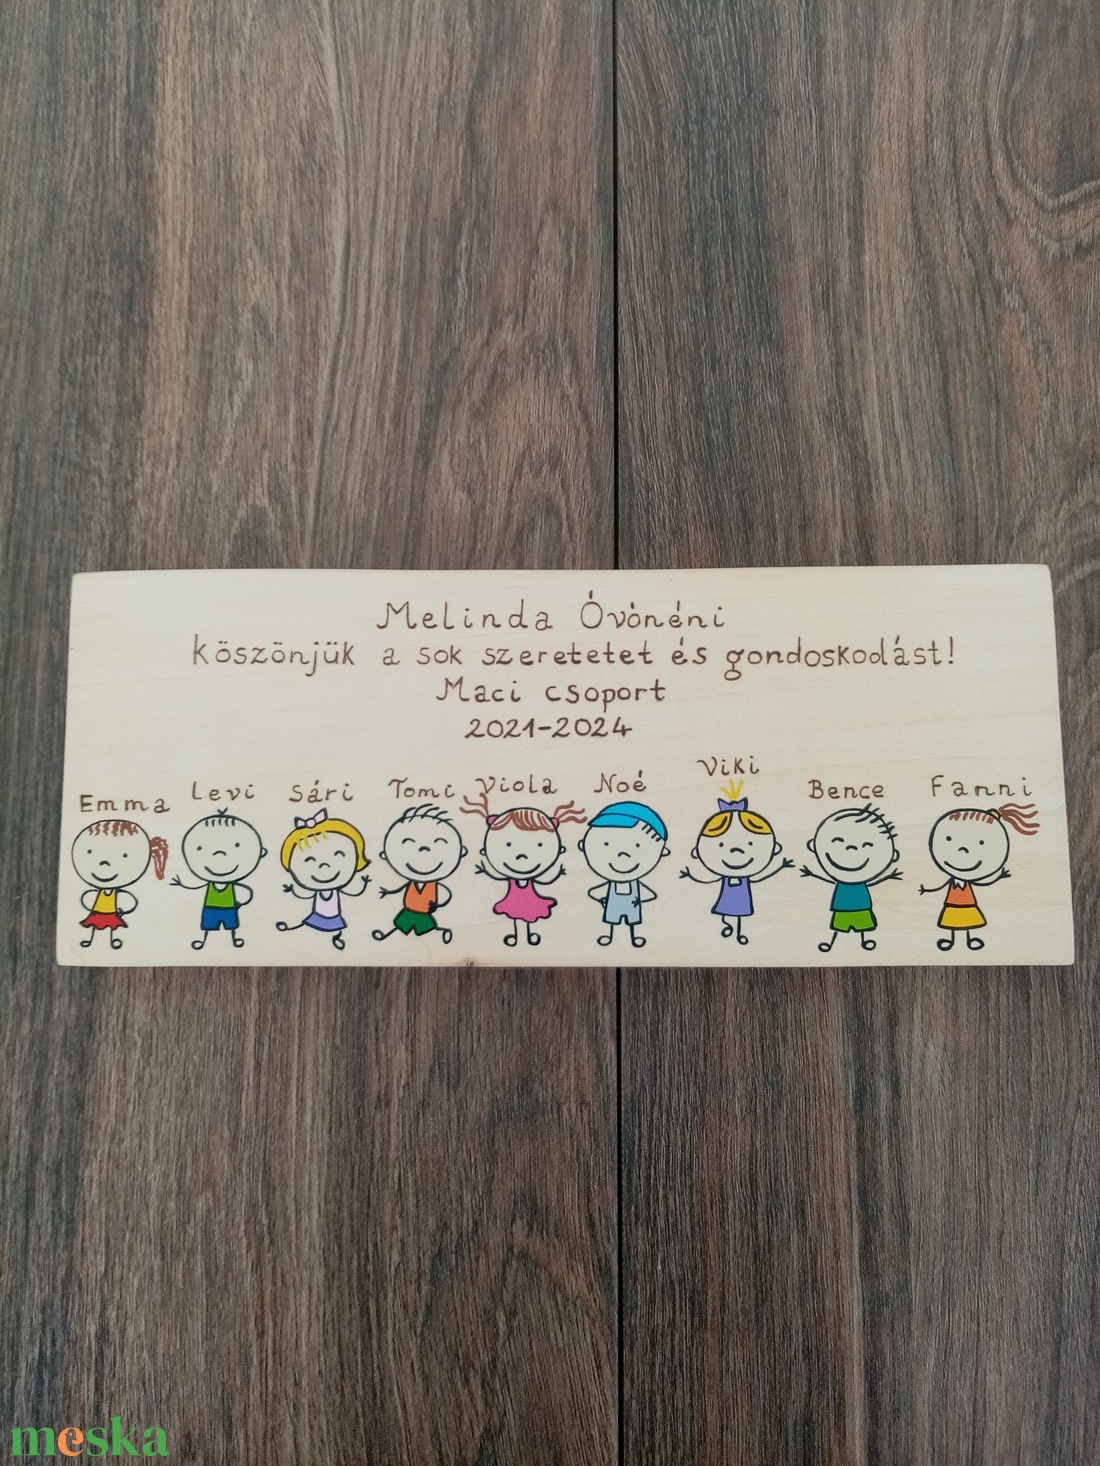 Melinda Óvónéni
köszönjük a sok szeretetet és gondoskodást!
Maci csoport
2021-2024
Emma Levi Sári Tomi Viola Noé Viki Bence Fanni
meska